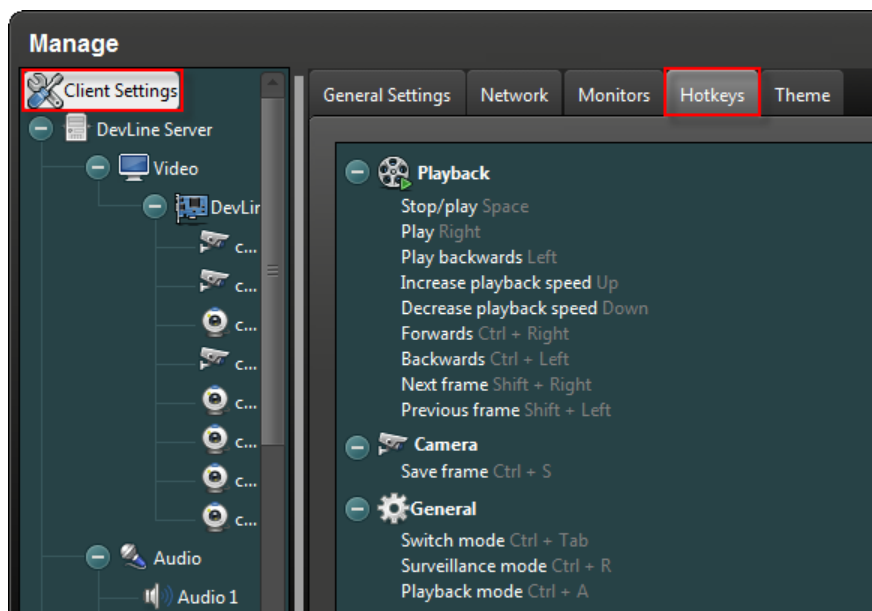 Manage
Client Settings
DevLine Server
Video
DevLin
c...
c...
c...
c...
c...
c...
c...
c...
Audio
Audio 1
General Settings Network Monitors Hotkeys Theme
Playback
Stop/play Space
Play Right
Play backwards Left
Increase playback speed Up
Decrease playback speed Down
Forwards Ctrl + Right
Backwards Ctrl + Left
Next frame Shift + Right
Previous frame Shift + Left
Camera
Save frame Ctrl + S
General
Switch mode Ctrl + Tab
Surveillance mode Ctrl + R
Playback mode Ctrl + A